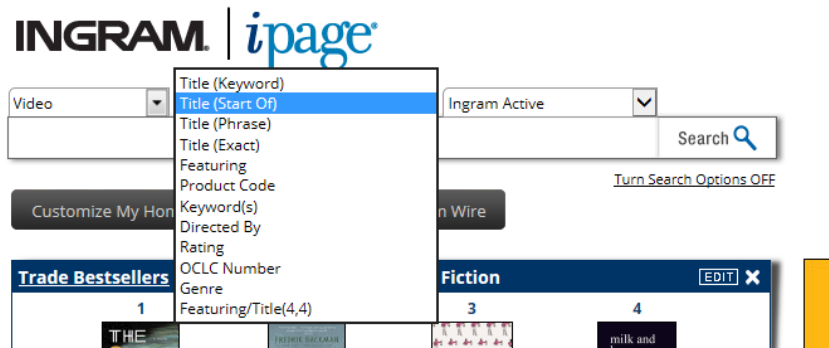 INGRAM. ipage®
Title (Keyword)
Video
Title (Start Of)
Ingram Active
Title (Phrase)
Title (Exact)
Search
Featuring
Product Code
Turn Search Options OFF
Customize My Hon
Keyword(s)
n Wire
Directed By
Rating
OCLC Number
Trade Bestsellers
Fiction
EDIT
Genre
Featuring/Title(4,4)
1
3
4
THE
FREDRIK BACKMAN
milk and